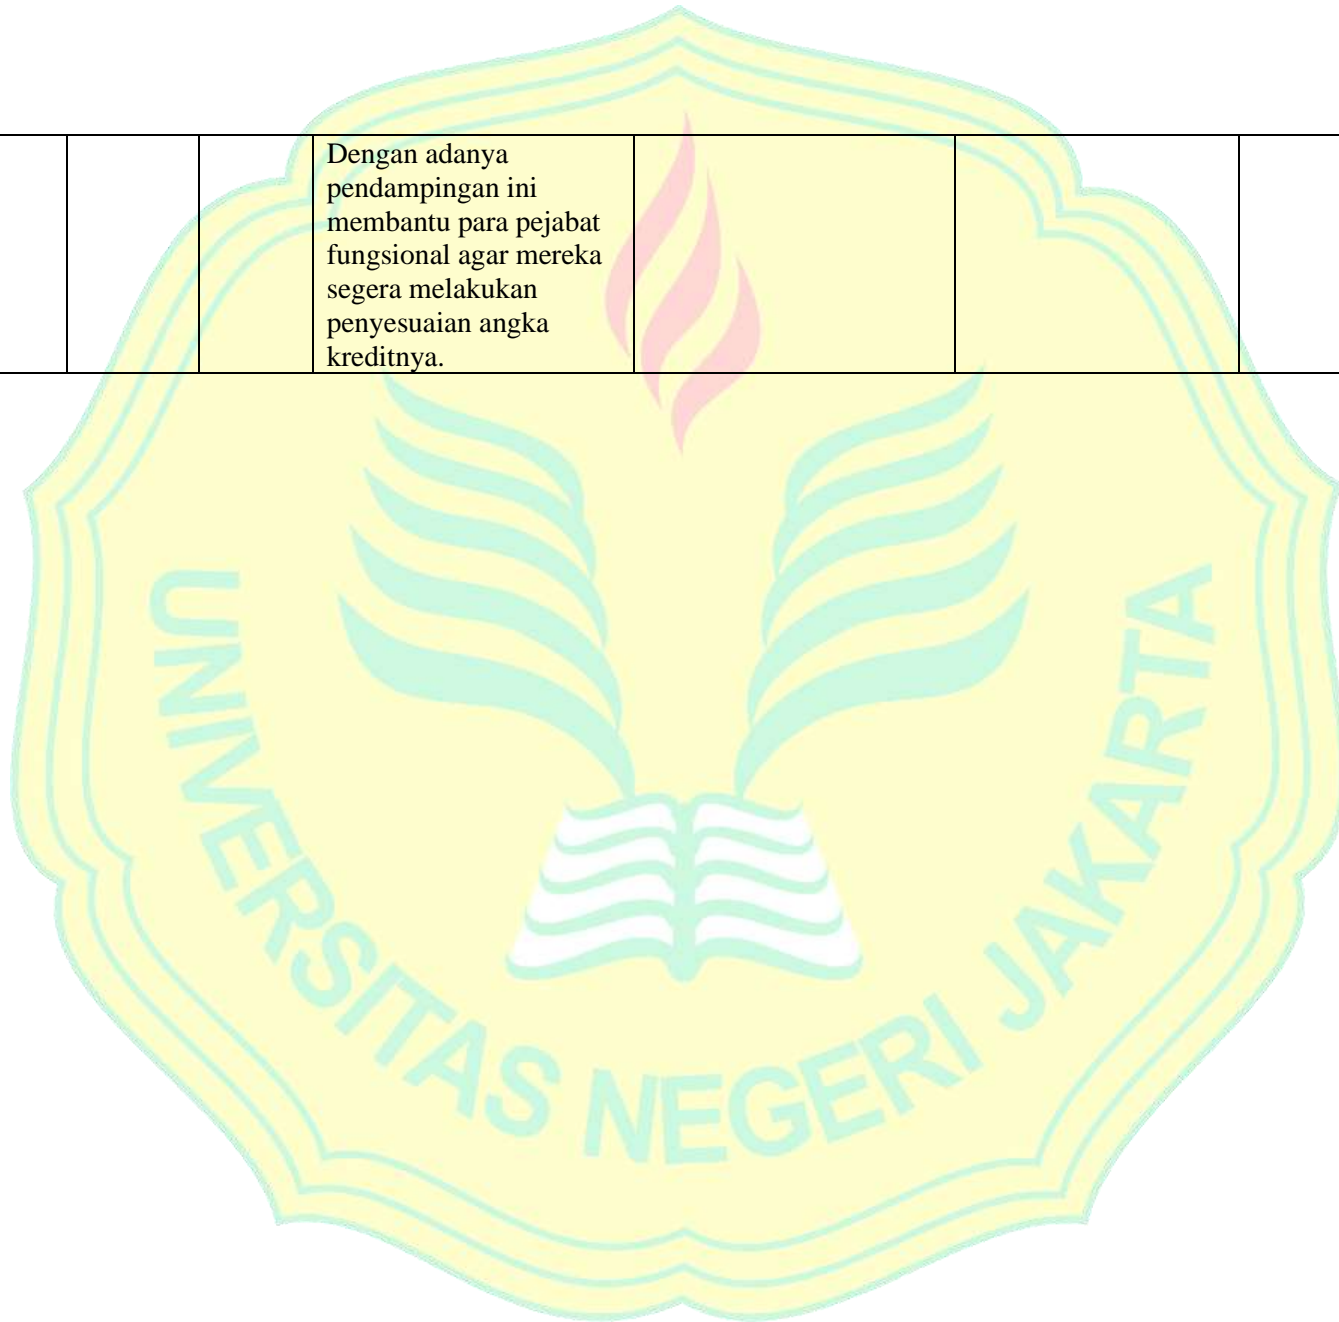 Dengan adanya
pendampingan ini
membantu para pejabat
fungsional agar mereka
segera melakukan
penyesuaian angka
kreditnya.
UNIVERSITAS NEGERI JAKARTA